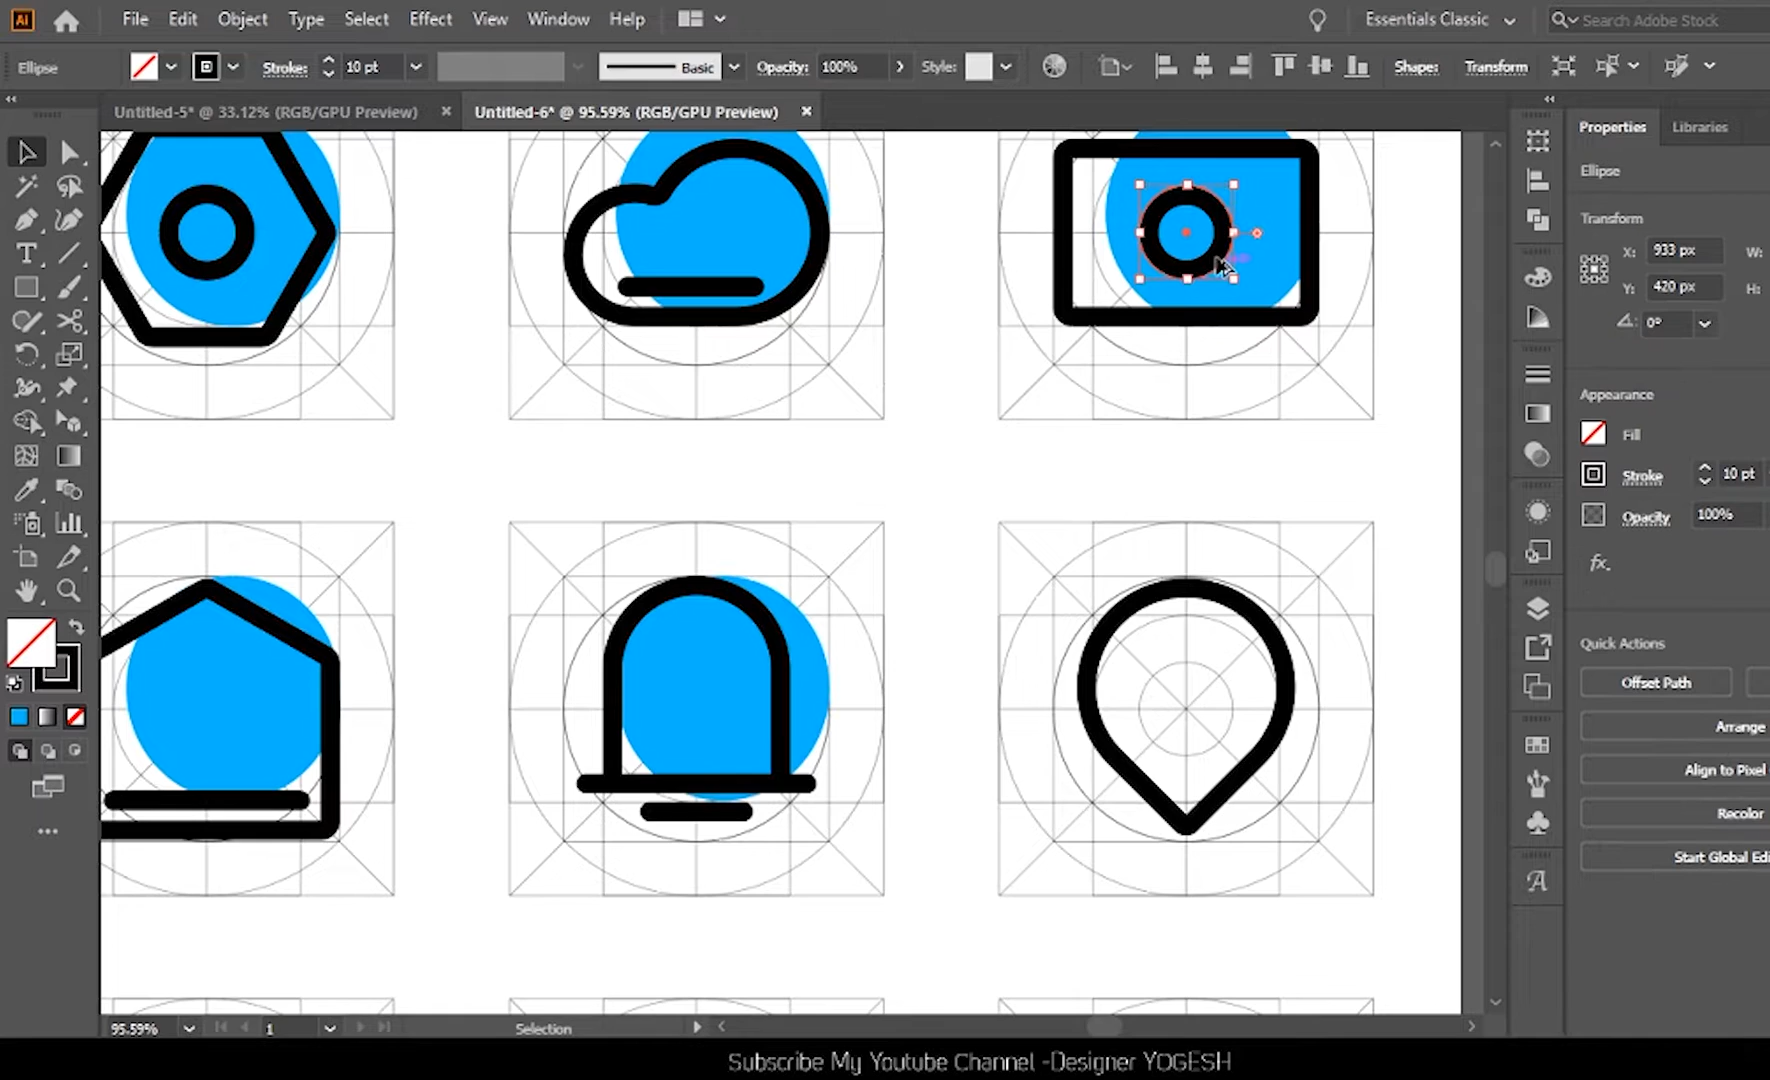 Ai File Edit Object Type Select Effect View Window Help Essentials Classic Search Adobe Stock
Ellipse Stroke: 10 pt Basic Opacity: 100% Style: Shape: Transform
Untitled-5* @ 33.12% (RGB/GPU Preview) × Untitled-6* @ 95.59% (RGB/GPU Preview) ×
Properties Libraries
Ellipse
Transform
X: 933 px W:
Y: 420 px H:
0°
Appearance
Fill
Stroke 10 pt
Opacity 100%
fx.
Quick Actions
Offset Path
Arrange
Align to Pixel
Recolor
Start Global Edi
95.59% 1 Selection
Subscribe My Youtube Channel -Designer YOGESH